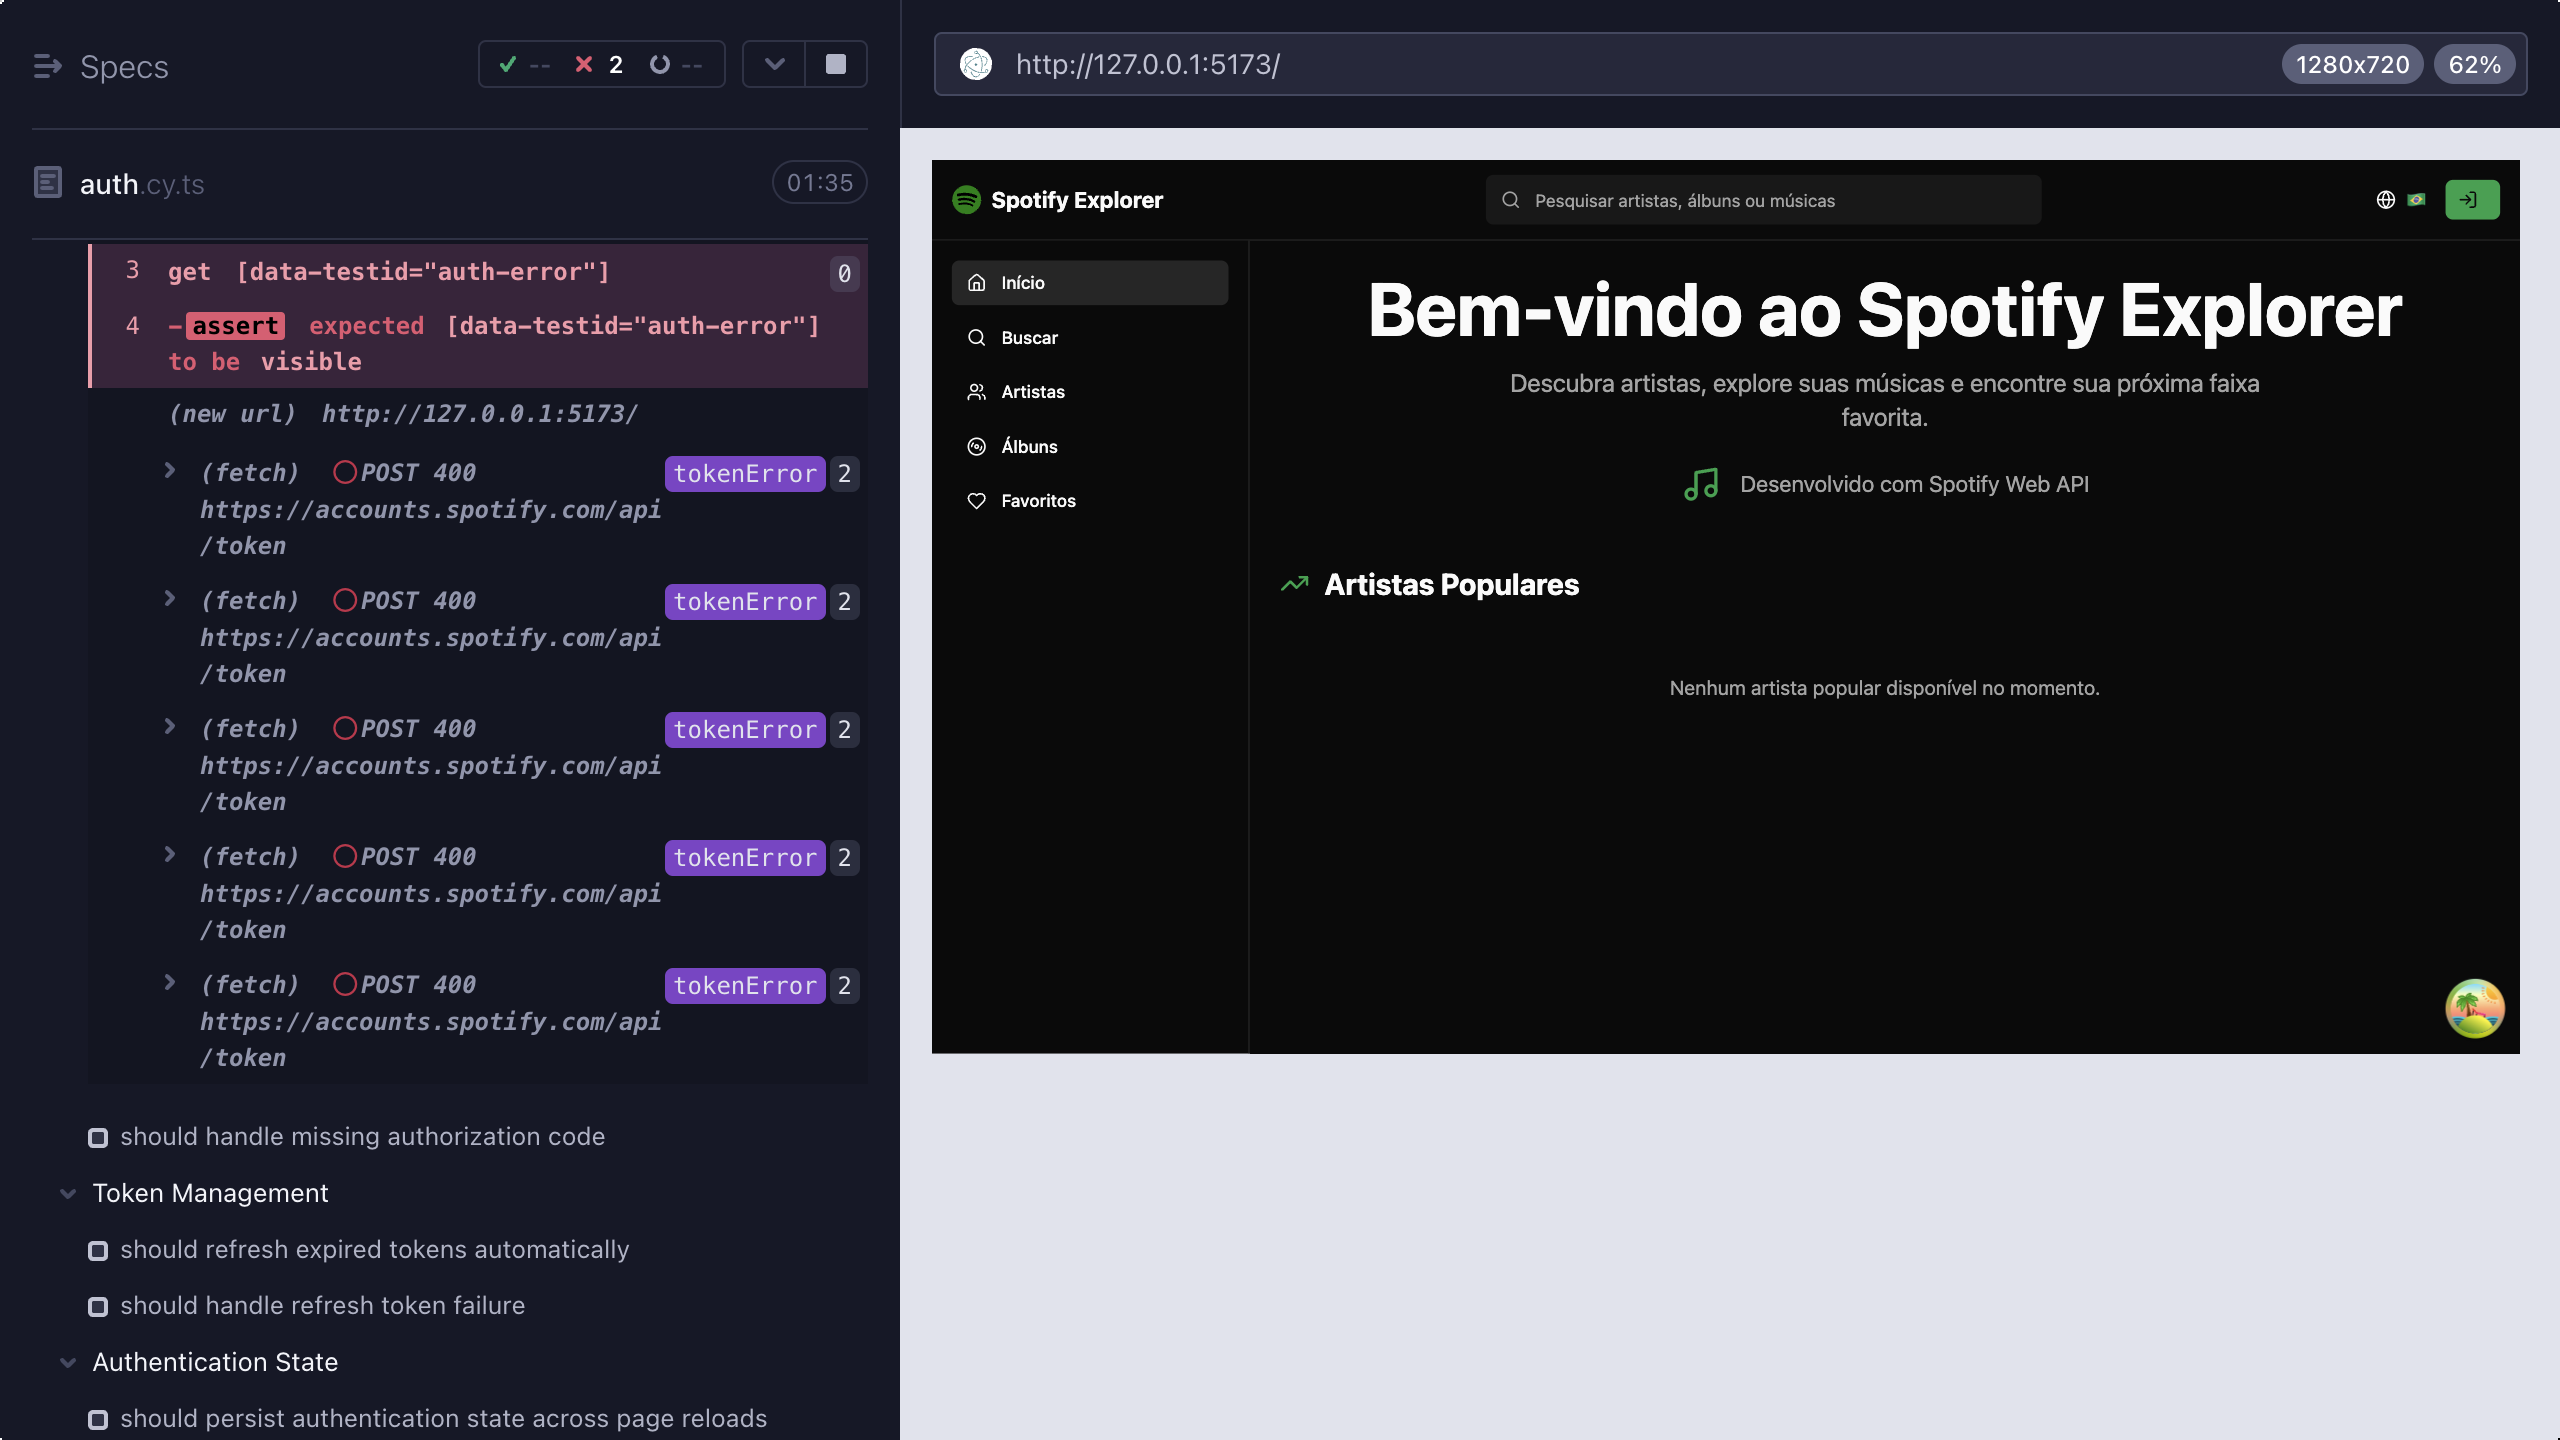 Specs
-- 2 --
auth.cy.ts
01:35
3 get [data-testid="auth-error"] 0
4 -assert expected [data-testid="auth-error"]
to be visible
(new url) http://127.0.0.1:5173/
(fetch) POST 400 tokenError 2
https://accounts.spotify.com/api
/token
(fetch) POST 400 tokenError 2
https://accounts.spotify.com/api
/token
(fetch) POST 400 tokenError 2
https://accounts.spotify.com/api
/token
(fetch) POST 400 tokenError 2
https://accounts.spotify.com/api
/token
(fetch) POST 400 tokenError 2
https://accounts.spotify.com/api
/token
should handle missing authorization code
Token Management
should refresh expired tokens automatically
should handle refresh token failure
Authentication State
should persist authentication state across page reloads
http://127.0.0.1:5173/
1280x720
62%
Spotify Explorer
Pesquisar artistas, álbuns ou músicas
Início
Buscar
Artistas
Álbuns
Favoritos
Bem-vindo ao Spotify Explorer
Descubra artistas, explore suas músicas e encontre sua próxima faixa
favorita.
Desenvolvido com Spotify Web API
Artistas Populares
Nenhum artista popular disponível no momento.